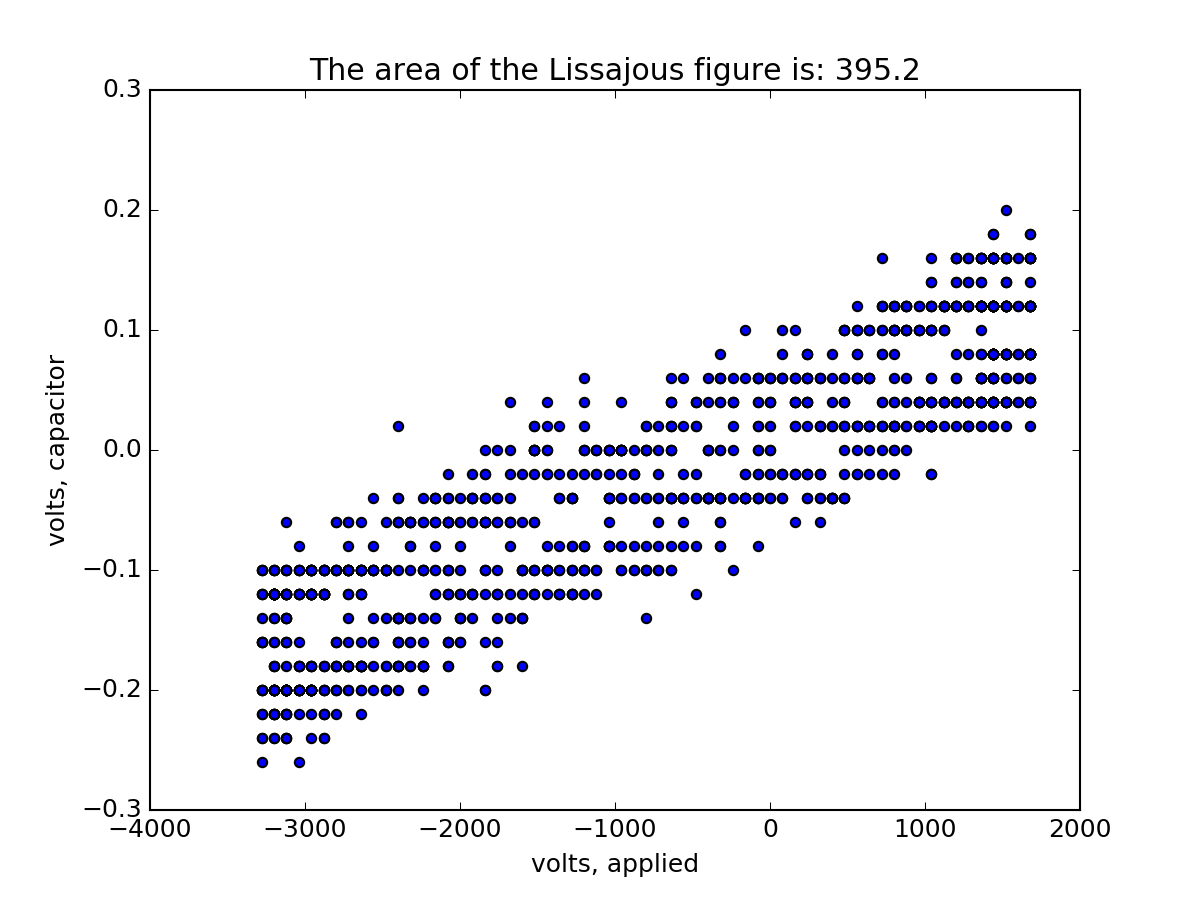 The area of the Lissajous figure is: 395.2
0.3
0.2
0.1
0.0
−0.1
−0.2
−0.3
volts, capacitor
−4000 −3000 −2000 −1000 0 1000 2000
volts, applied